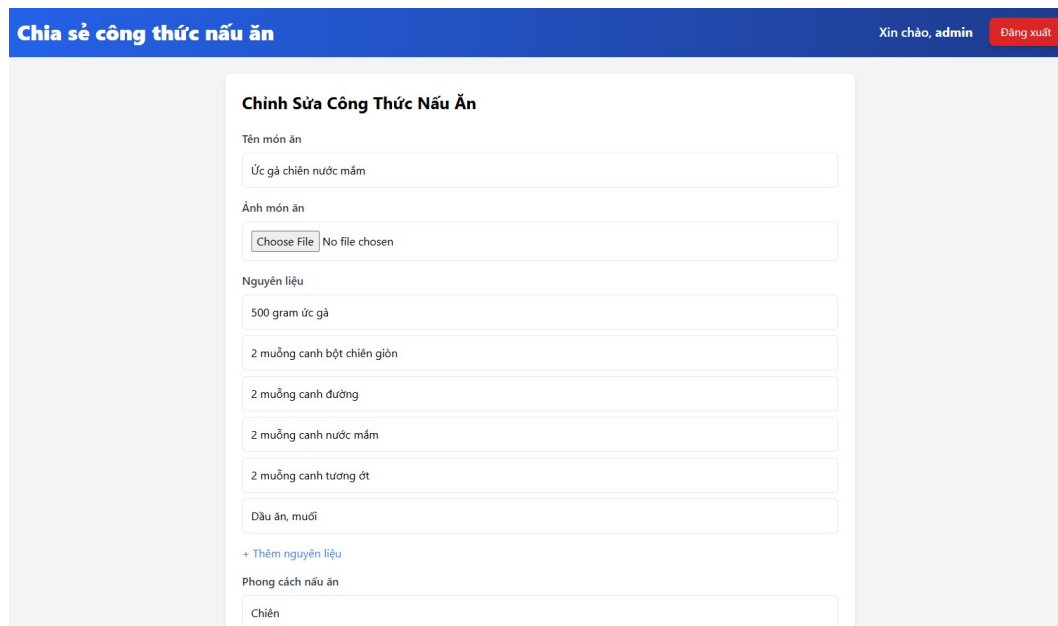 Chia sẻ công thức nấu ăn
Xin chào, admin
Đăng xuất
Chỉnh Sửa Công Thức Nấu Ăn
Tên món ăn
Ức gà chiên nước mắm
Ảnh món ăn
Choose File No file chosen
Nguyên liệu
500 gram ức gà
2 muỗng canh bột chiên giòn
2 muỗng canh đường
2 muỗng canh nước mắm
2 muỗng canh tương ớt
Dầu ăn, muối
+ Thêm nguyên liệu
Phong cách nấu ăn
Chiên